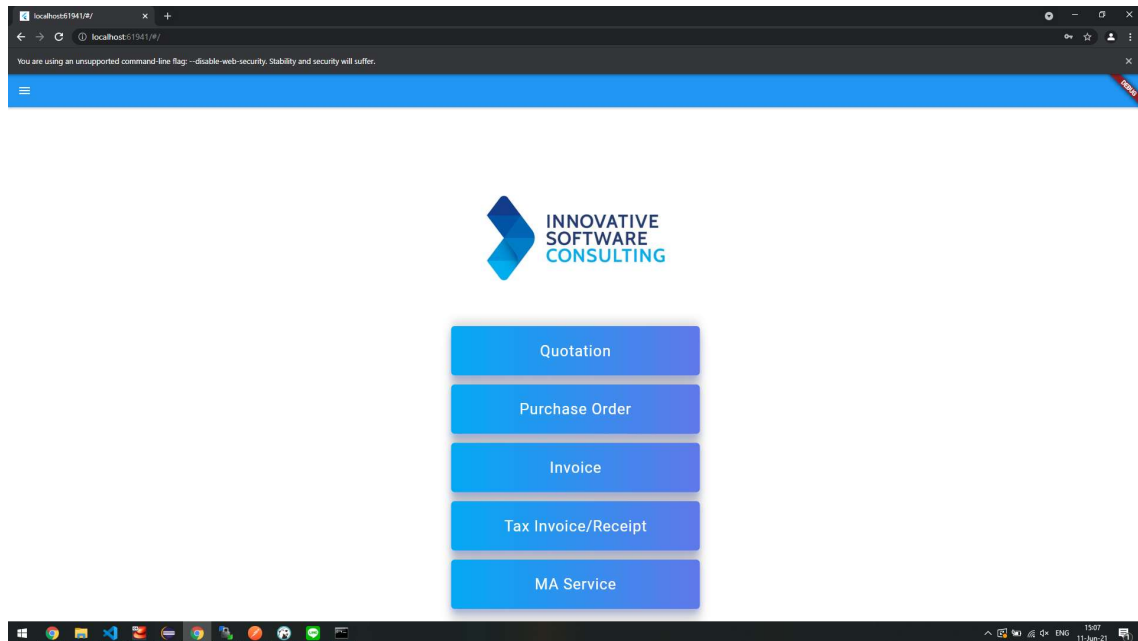 localhost:61941/#/
localhost:61941/#/
You are using an unsupported command-line flag: --disable-web-security. Stability and security will suffer.
DEBUG
INNOVATIVE
SOFTWARE
CONSULTING
Quotation
Purchase Order
Invoice
Tax Invoice/Receipt
MA Service
ENG
15:07
11-Jun-21